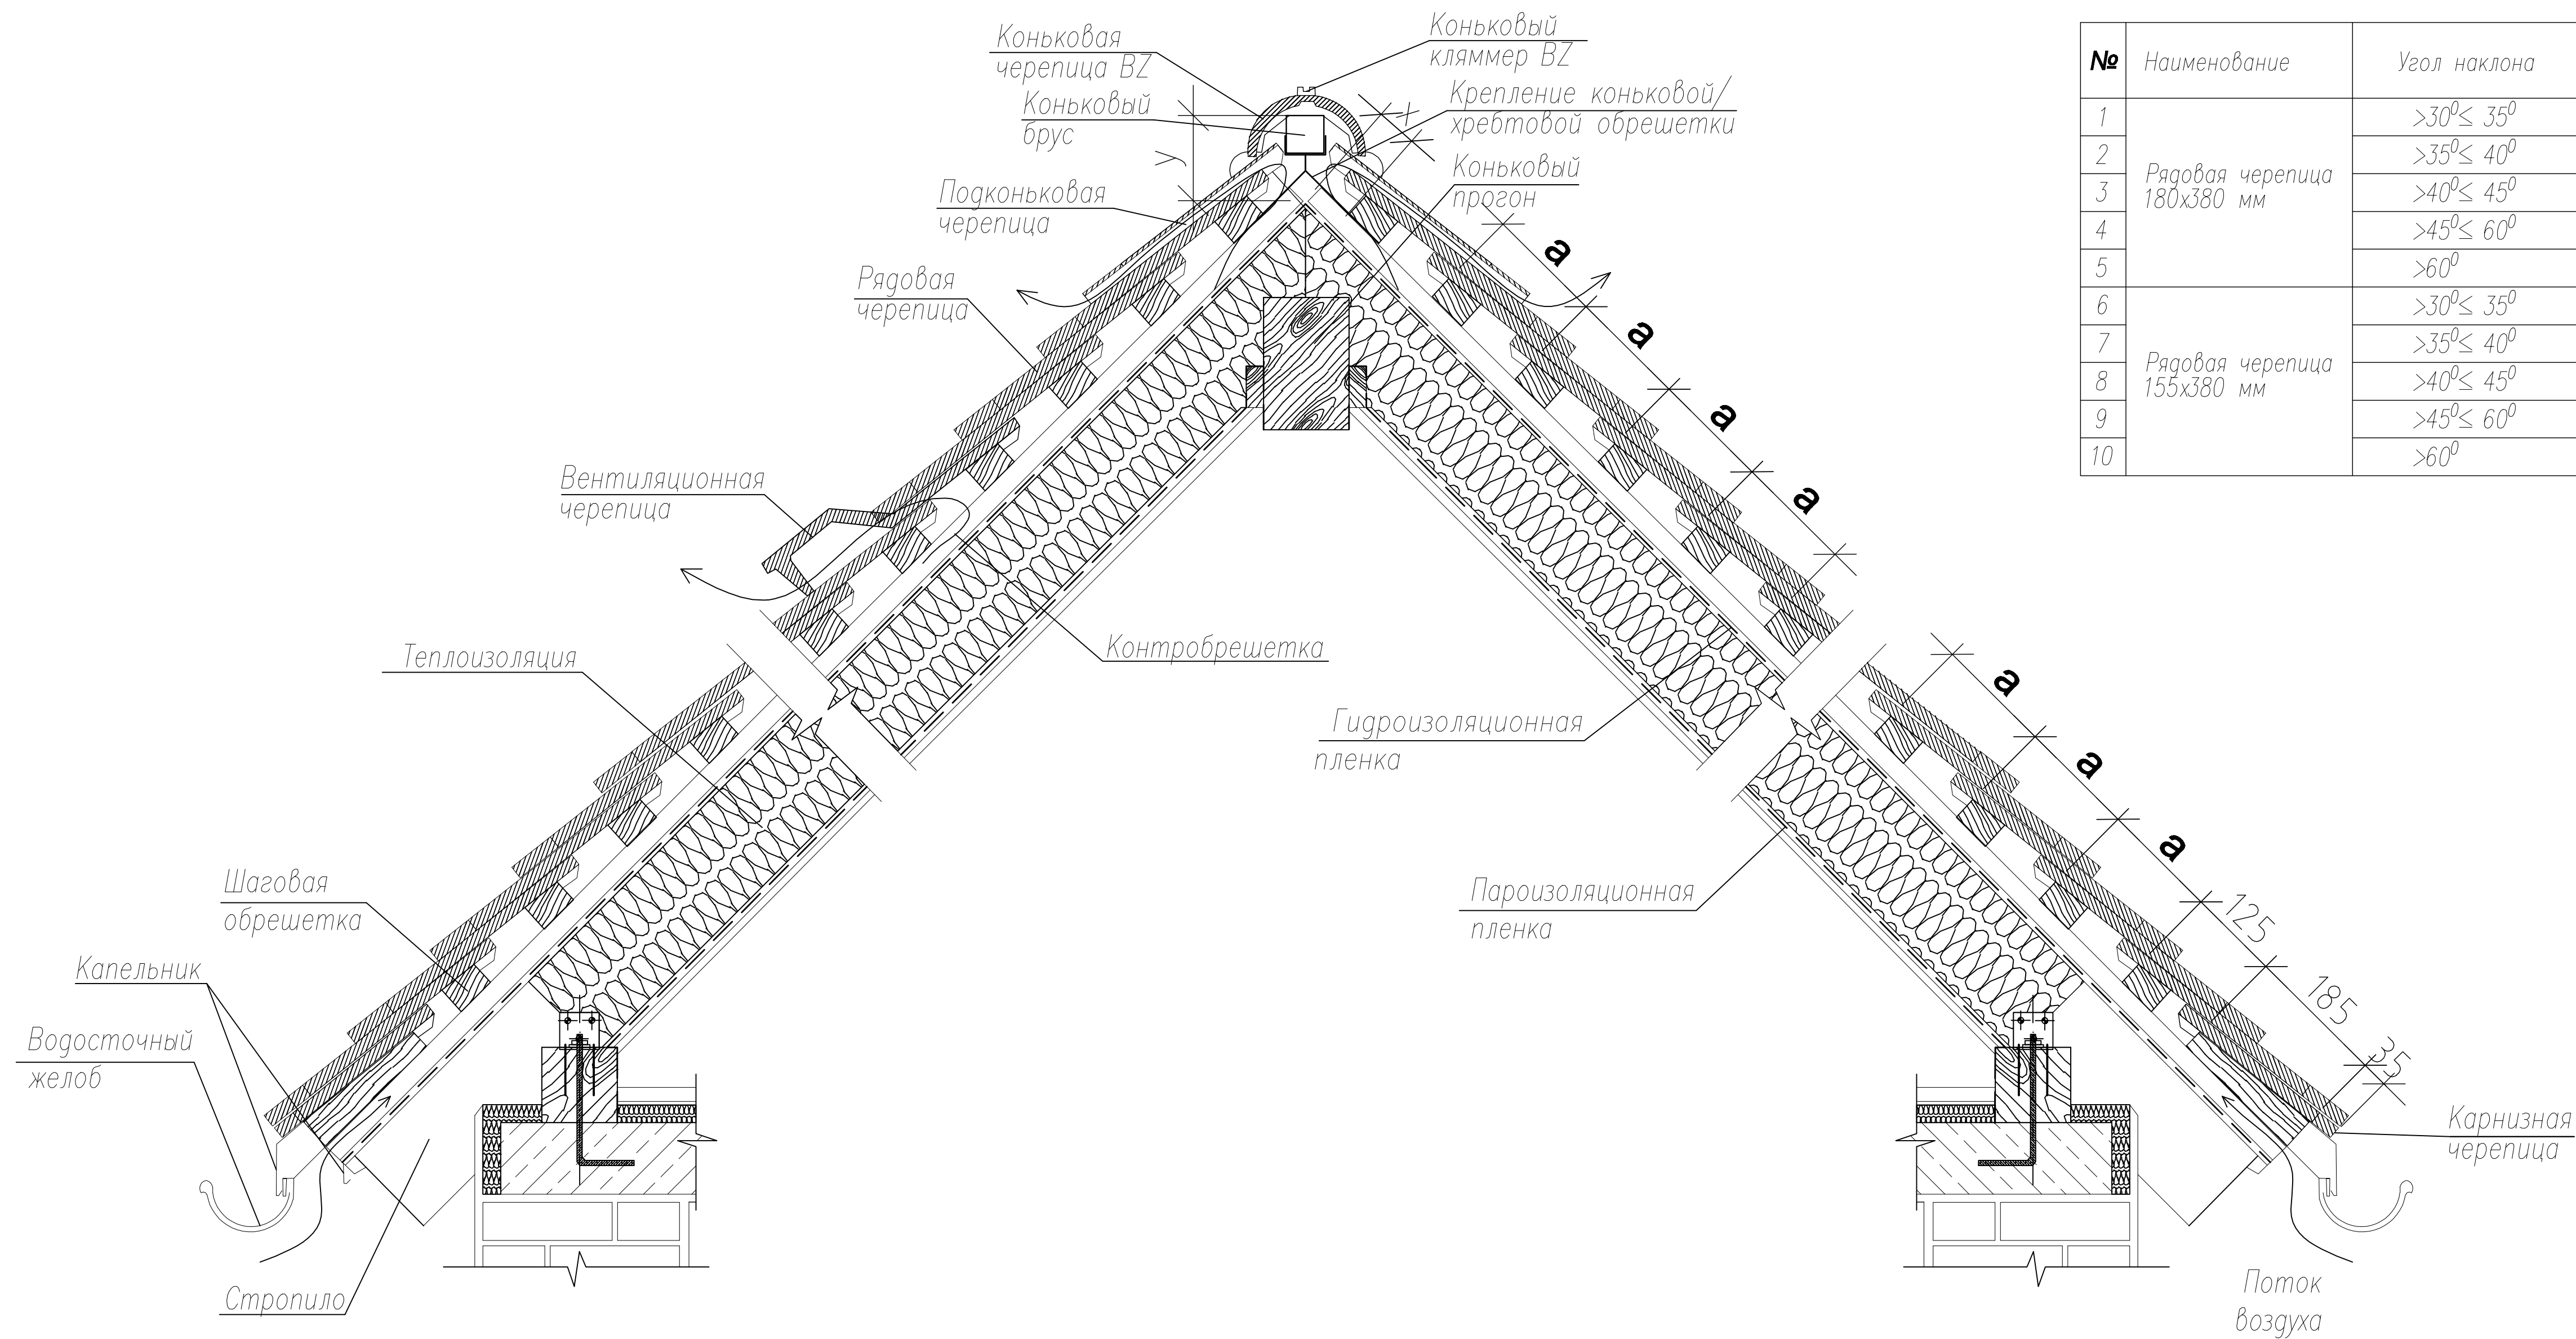 Коньковая
черепица BZ
Коньковый
брус
Подконьковая
черепица
Рядовая
черепица
Вентиляционная
черепица
Теплоизоляция
Шаговая
обрешетка
Капельник
Водосточный
желоб
Стропило
Коньковый
кляммер BZ
Крепление коньковой/
хребтовой обрешетки
Коньковый
прогон
Контробрешетка
Гидроизоляционная
пленка
Пароизоляционная
пленка
Карнизная
черепица
Поток
воздуха
y
x
a
a
a
a
a
a
a
125
185
35
№ Наименование Угол наклона
1 >30⁰≤ 35⁰
2 >35⁰≤ 40⁰
Рядовая черепица
3 >40⁰≤ 45⁰
180x380 мм
4 >45⁰≤ 60⁰
5 >60⁰
6 >30⁰≤ 35⁰
7 >35⁰≤ 40⁰
Рядовая черепица
8 >40⁰≤ 45⁰
155x380 мм
9 >45⁰≤ 60⁰
10 >60⁰